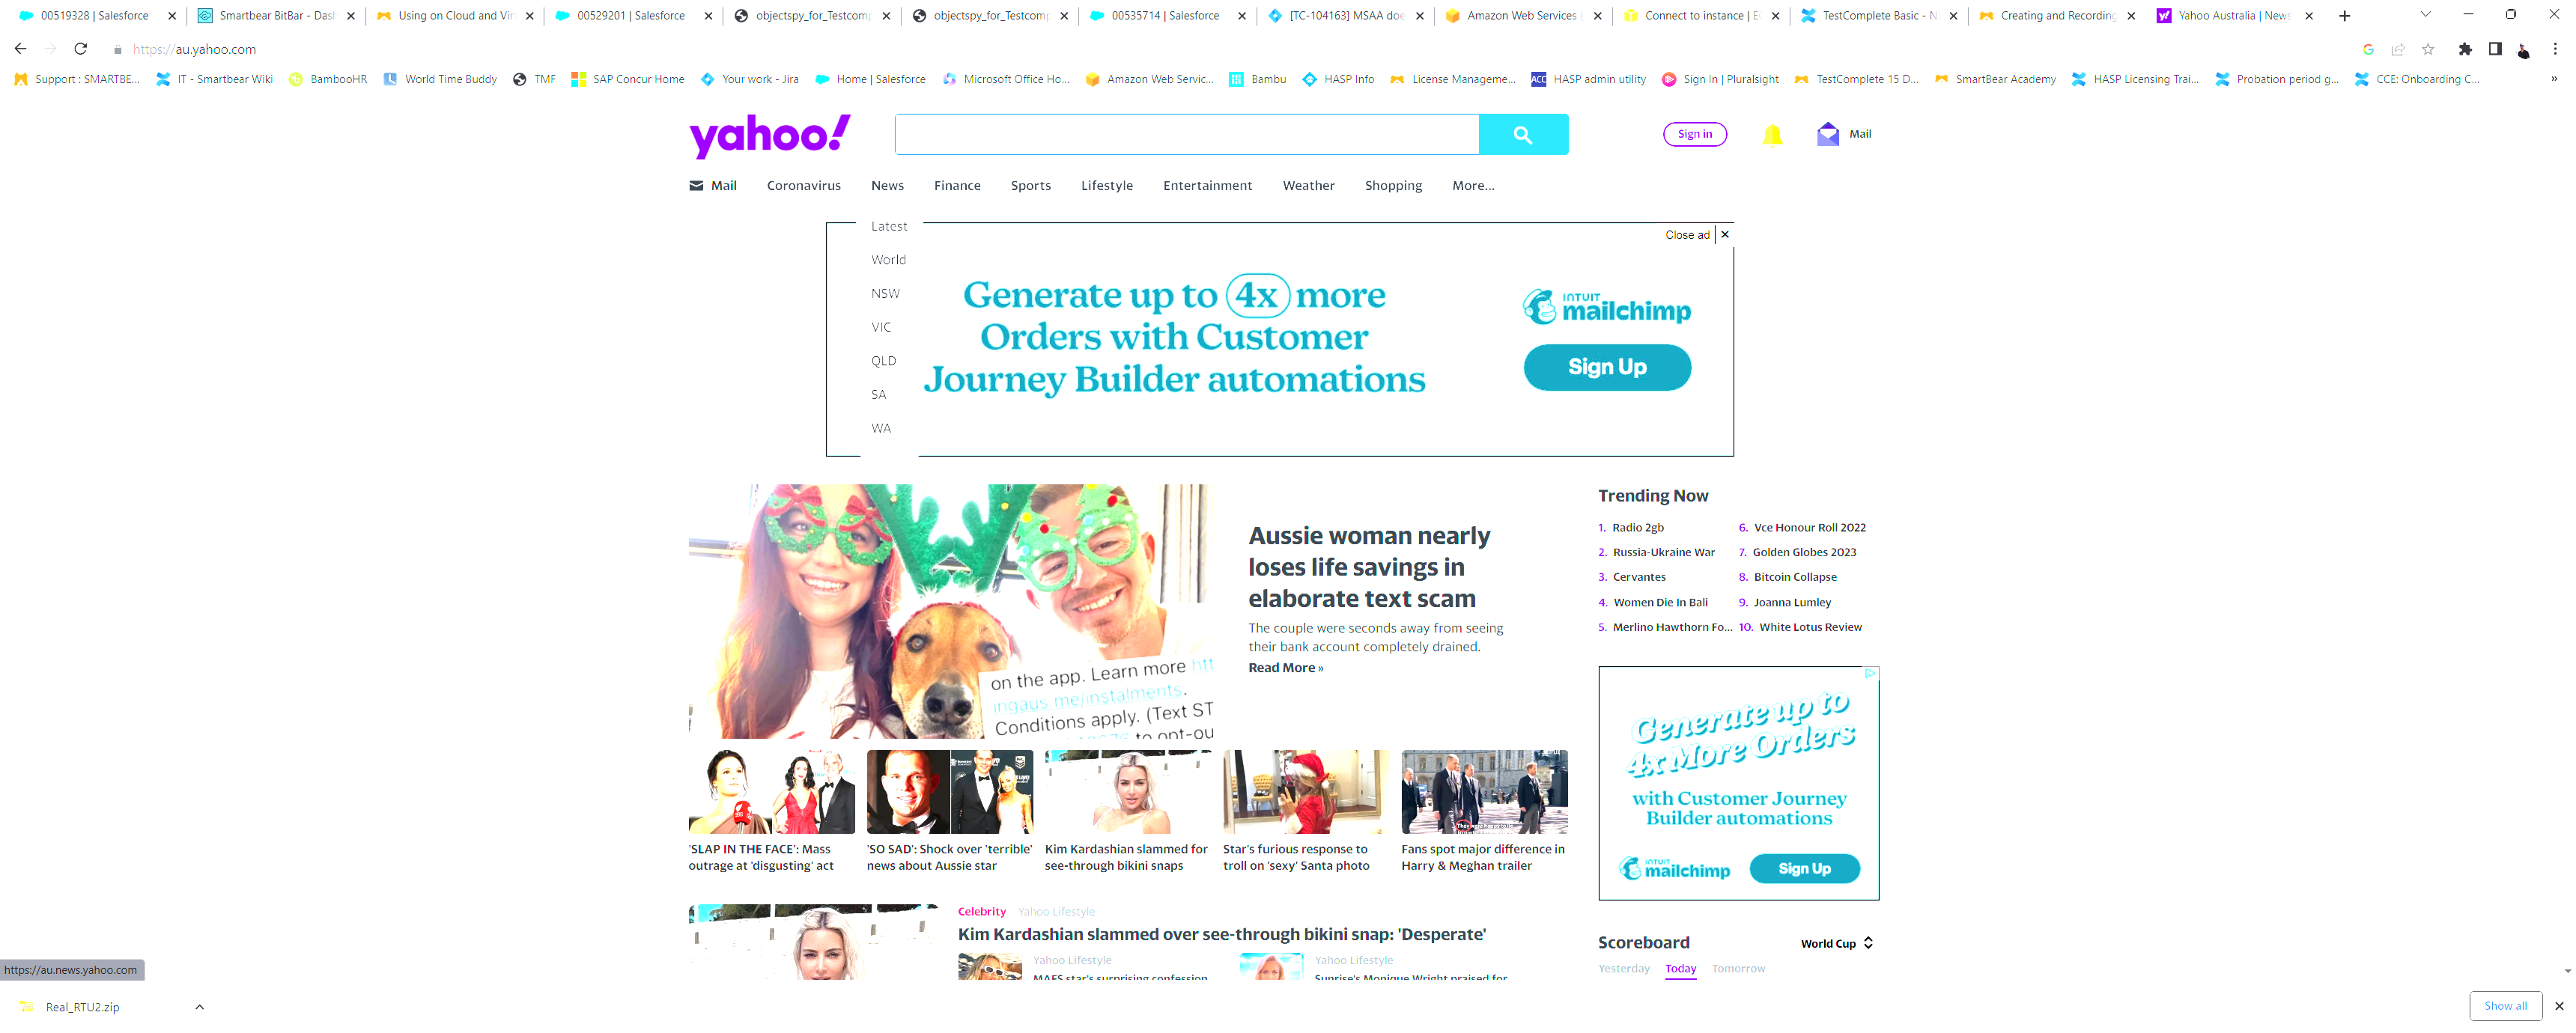 00519328 | Salesforce
Smartbear BitBar - Dash
Using on Cloud and Vir
00529201 | Salesforce
objectspy_for_Testcomp
objectspy_for_Testcomp
00535714 | Salesforce
[TC-104163] MSAA doe
Amazon Web Services
Connect to instance | E
TestComplete Basic - N
Creating and Recording
Yahoo Australia | News
https://au.yahoo.com
Support : SMARTBE...
IT - Smartbear Wiki
BambooHR
World Time Buddy
TMF
SAP Concur Home
Your work - Jira
Home | Salesforce
Microsoft Office Ho...
Amazon Web Servic...
Bambu
HASP Info
License Manageme...
ACC
HASP admin utility
Sign In | Pluralsight
TestComplete 15 D...
SmartBear Academy
HASP Licensing Trai...
Probation period g...
CCE: Onboarding C...
»
yahoo!
Sign in
Mail
Mail
Coronavirus
News
Finance
Sports
Lifestyle
Entertainment
Weather
Shopping
More...
Latest
World
NSW
VIC
QLD
SA
WA
Close ad
Generate up to 4x more
Orders with Customer
Journey Builder automations
INTUIT
mailchimp
Sign Up
on the app. Learn more htt
ingaus.me/instalments.
Conditions apply. (Text ST
to opt-ou
Aussie woman nearly
loses life savings in
elaborate text scam
The couple were seconds away from seeing
their bank account completely drained.
Read More »
Trending Now
1. Radio 2gb
2. Russia-Ukraine War
3. Cervantes
4. Women Die In Bali
5. Merlino Hawthorn Fo...
6. Vce Honour Roll 2022
7. Golden Globes 2023
8. Bitcoin Collapse
9. Joanna Lumley
10. White Lotus Review
Generate up to
4x More Orders
with Customer Journey
Builder automations
INTUIT
mailchimp
Sign Up
'SLAP IN THE FACE': Mass
outrage at 'disgusting' act
'SO SAD': Shock over 'terrible'
news about Aussie star
Kim Kardashian slammed for
see-through bikini snaps
Star's furious response to
troll on 'sexy' Santa photo
Fans spot major difference in
Harry & Meghan trailer
Celebrity
Yahoo Lifestyle
Kim Kardashian slammed over see-through bikini snap: 'Desperate'
Yahoo Lifestyle
MAFS star's surprising confession
Yahoo Lifestyle
Sunrise's Monique Wright praised for
Scoreboard
World Cup
Yesterday
Today
Tomorrow
https://au.news.yahoo.com
Real_RTU2.zip
Show all